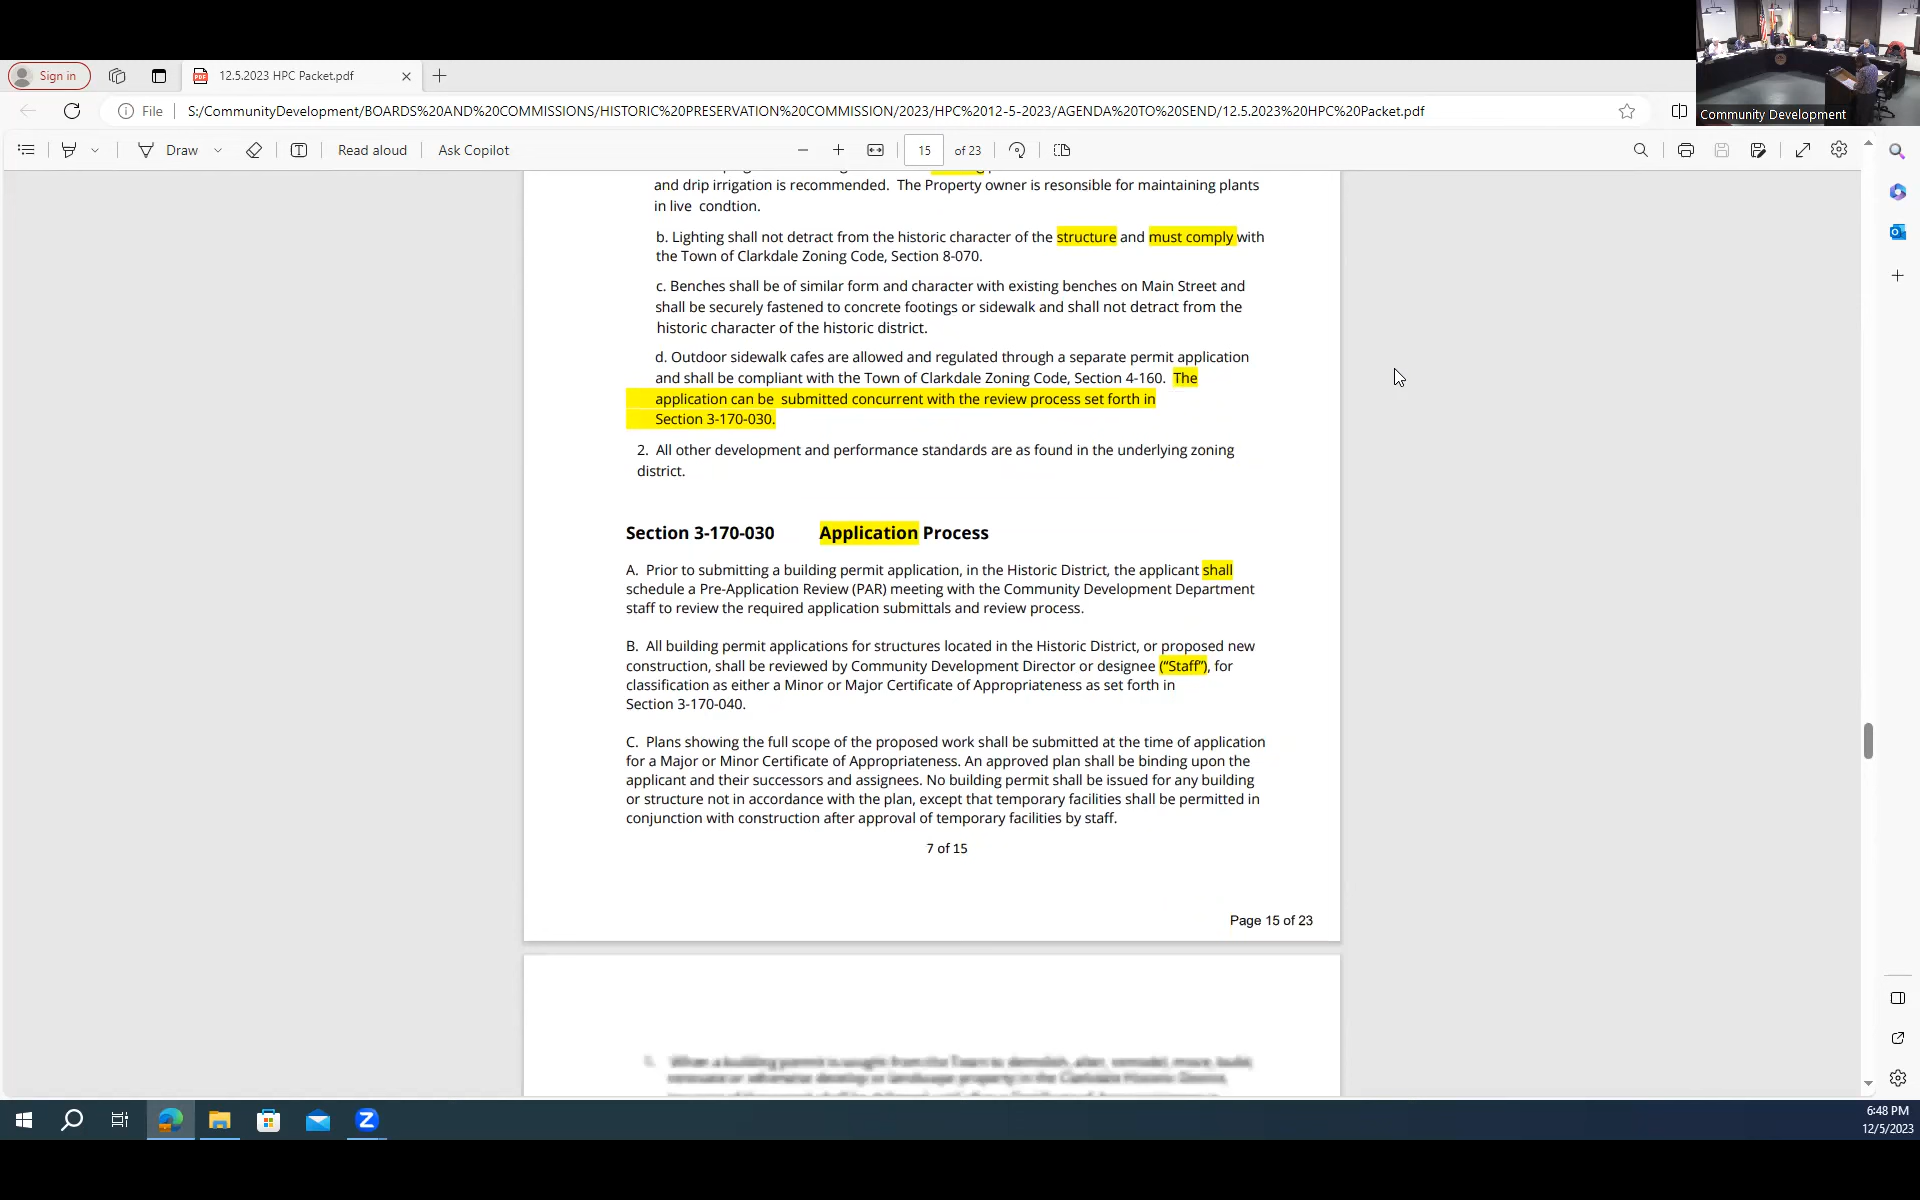 Sign in
12.5.2023 HPC Packet.pdf
File
S:/CommunityDevelopment/BOARDS%20AND%20COMMISSIONS/HISTORIC%20PRESERVATION%20COMMISSION/2023/HPC%2012-5-2023/AGENDA%20TO%20SEND/12.5.2023%20HPC%20Packet.pdf
Community Development
Draw
Read aloud
Ask Copilot
15
of 23
and drip irrigation is recommended. The Property owner is resonsible for maintaining plants
in live condtion.
b. Lighting shall not detract from the historic character of the structure and must comply with
the Town of Clarkdale Zoning Code, Section 8-070.
c. Benches shall be of similar form and character with existing benches on Main Street and
shall be securely fastened to concrete footings or sidewalk and shall not detract from the
historic character of the historic district.
d. Outdoor sidewalk cafes are allowed and regulated through a separate permit application
and shall be compliant with the Town of Clarkdale Zoning Code, Section 4-160. The
application can be submitted concurrent with the review process set forth in
Section 3-170-030.
2. All other development and performance standards are as found in the underlying zoning
district.
Section 3-170-030 Application Process
A. Prior to submitting a building permit application, in the Historic District, the applicant shall
schedule a Pre-Application Review (PAR) meeting with the Community Development Department
staff to review the required application submittals and review process.
B. All building permit applications for structures located in the Historic District, or proposed new
construction, shall be reviewed by Community Development Director or designee (“Staff”), for
classification as either a Minor or Major Certificate of Appropriateness as set forth in
Section 3-170-040.
C. Plans showing the full scope of the proposed work shall be submitted at the time of application
for a Major or Minor Certificate of Appropriateness. An approved plan shall be binding upon the
applicant and their successors and assignees. No building permit shall be issued for any building
or structure not in accordance with the plan, except that temporary facilities shall be permitted in
conjunction with construction after approval of temporary facilities by staff.
7 of 15
Page 15 of 23
1. When a building permit is sought from the Town to demolish, alter, remodel, move, build,
6:48 PM
12/5/2023